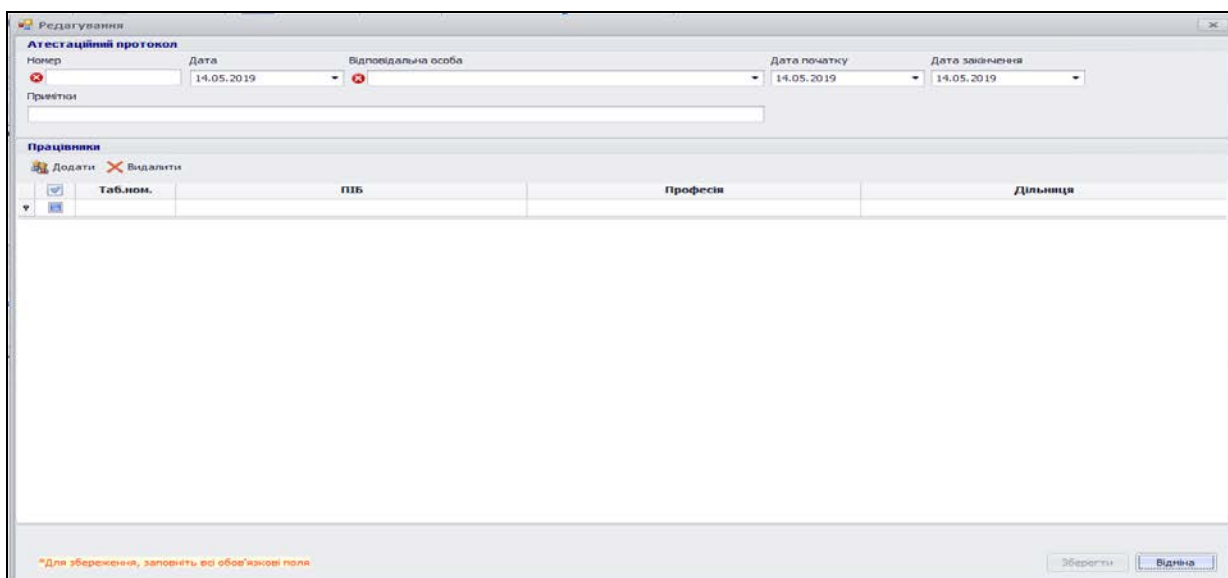 Редагування
Атестаційний протокол
Номер Дата Відповідальна особа Дата початку Дата закінчення
14.05.2019 14.05.2019 14.05.2019
Примітки
Працівники
Додати Видалити
Таб.ном. ПІБ Професія Дільниця
*Для збереження, заповніть всі обов'язкові поля
Зберегти Відміна